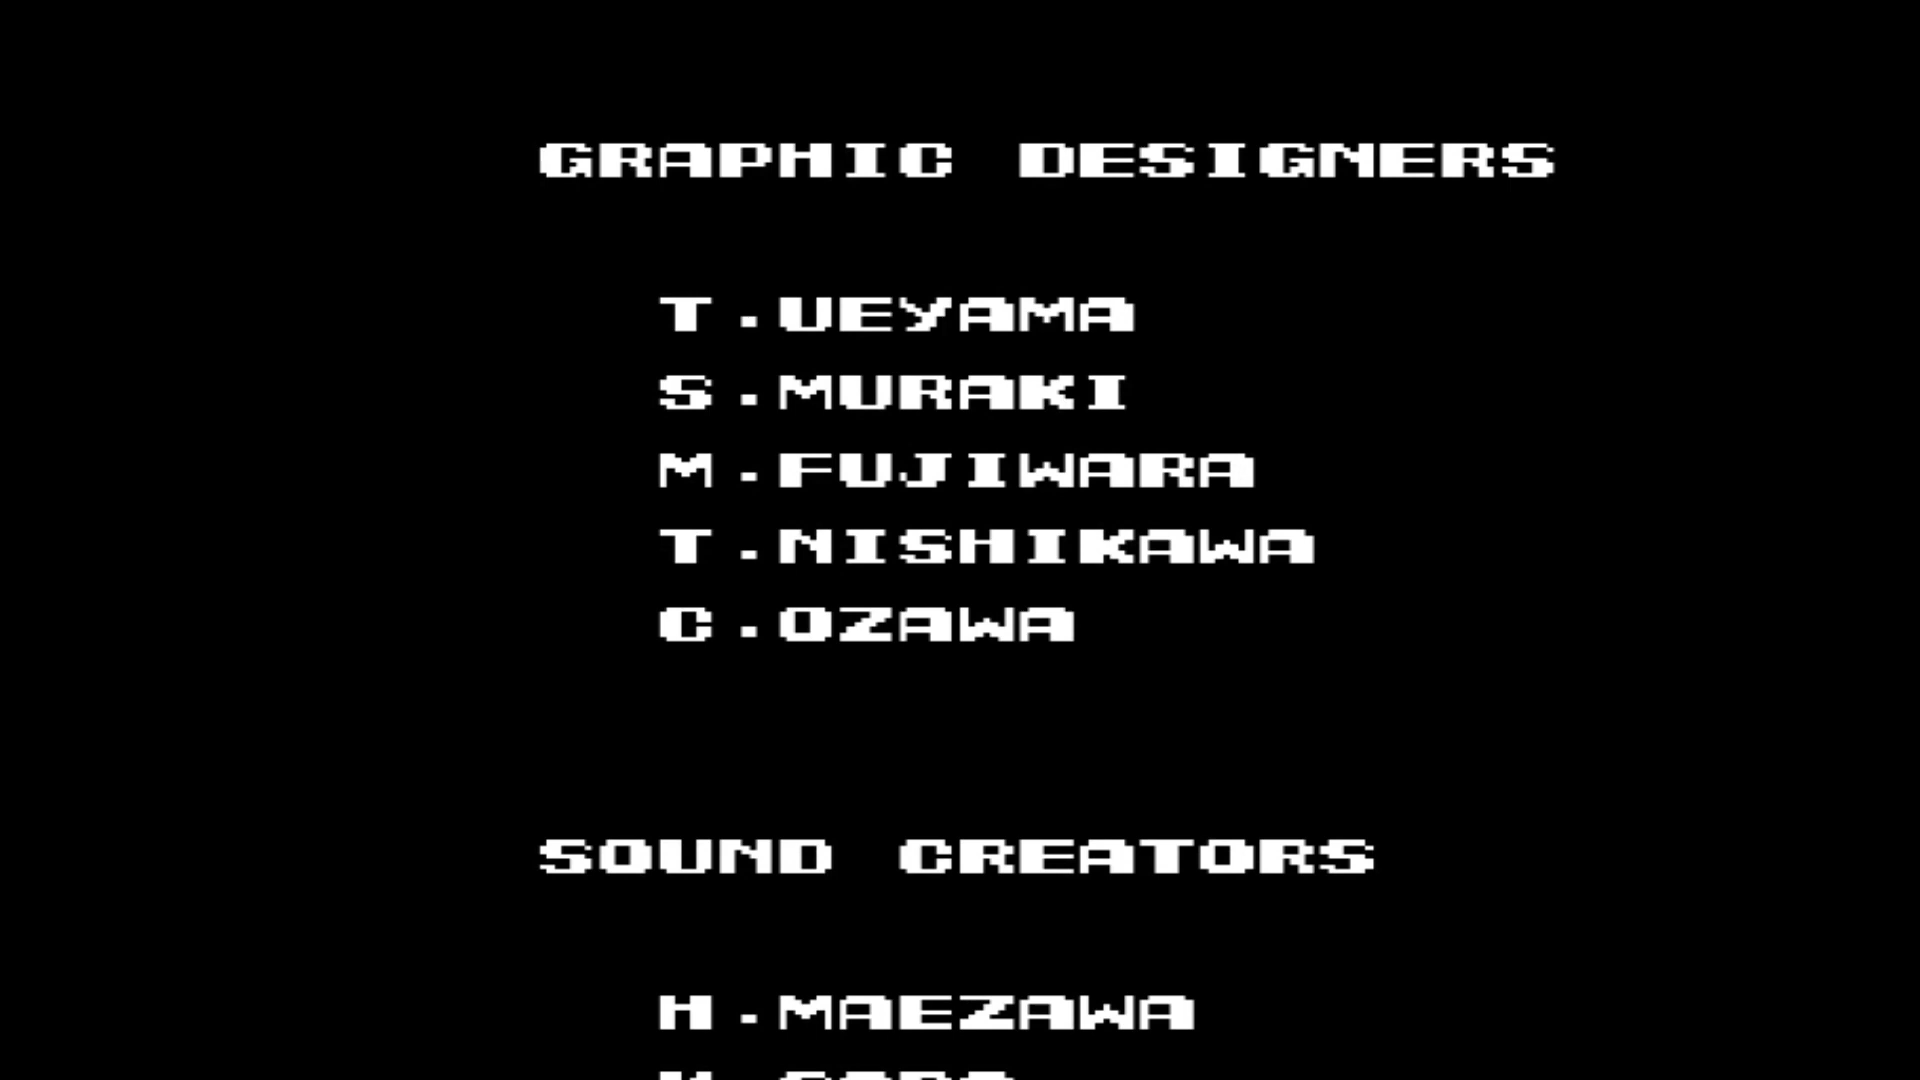 GRAPHIC DESIGNERS
T.UEYAMA
S.MURAKI
M.FUJIWARA
T.NISHIKAWA
C.OZAWA
SOUND CREATORS
H.MAEZAWA